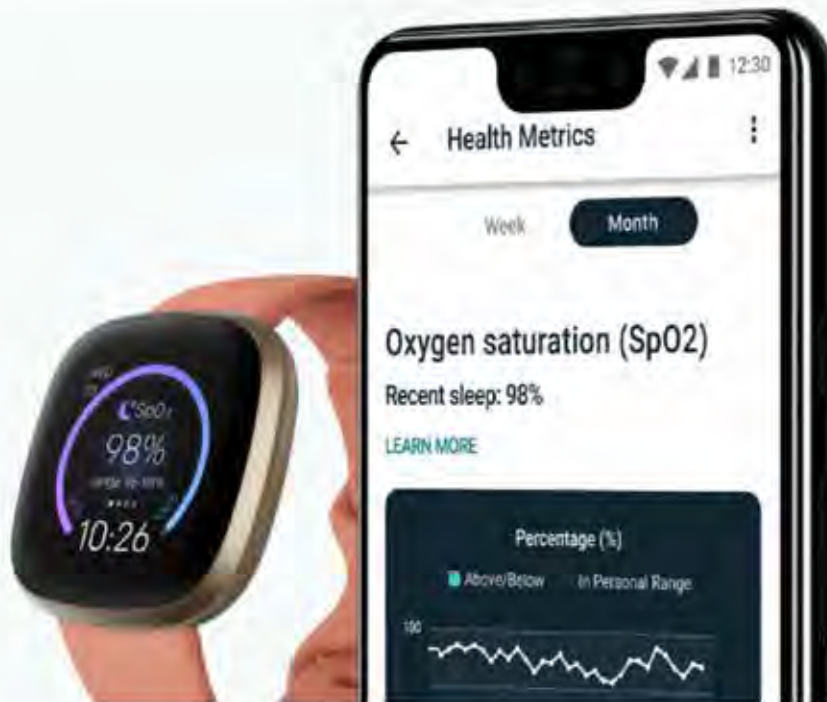 SpO2
98%
10:26
12:30
Health Metrics
Week Month
Oxygen saturation (SpO2)
Recent sleep: 98%
LEARN MORE
Percentage (%)
Above/Below In Personal Range
100